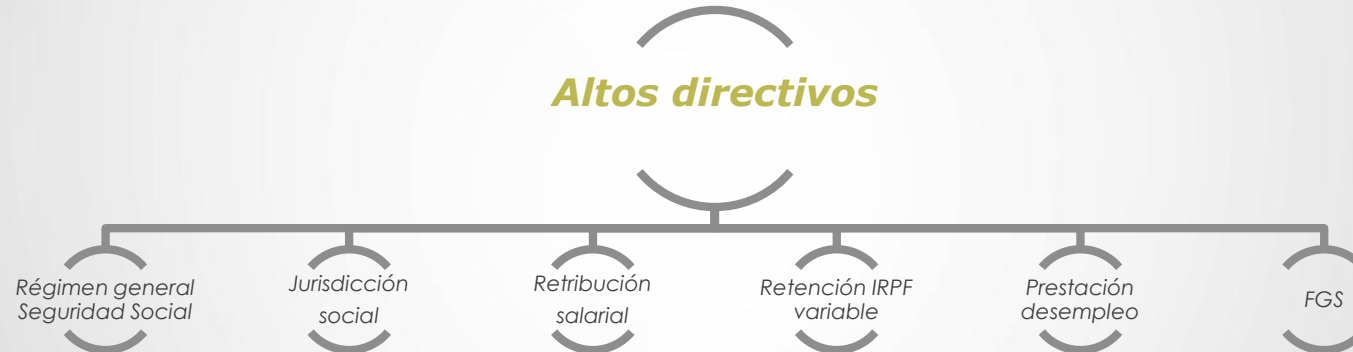 Altos directivos
Régimen general
Seguridad Social
Jurisdicción
social
Retribución
salarial
Retención IRPF
variable
Prestación
desempleo
FGS